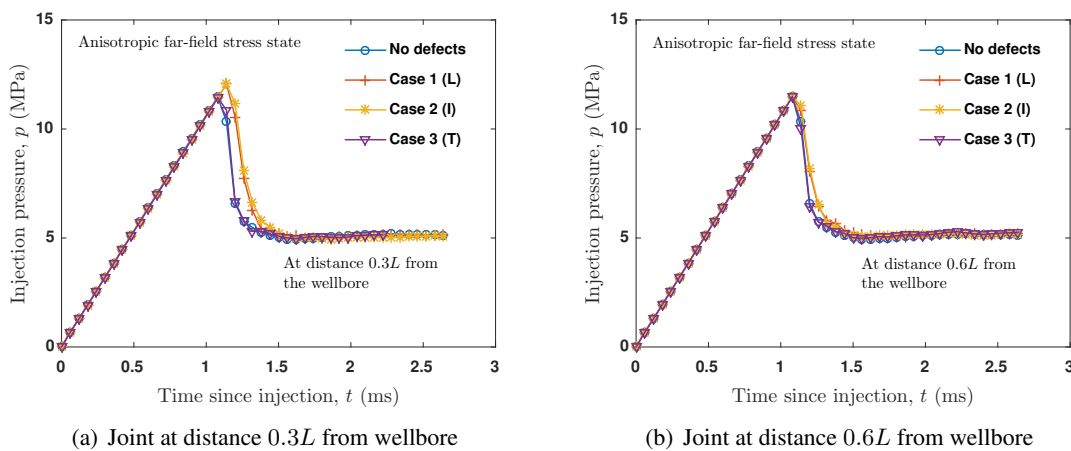 15
10
5
0
Injection pressure, p (MPa)
Anisotropic far-field stress state
No defects
Case 1 (L)
Case 2 (I)
Case 3 (T)
At distance 0.3L from
the wellbore
0 0.5 1 1.5 2 2.5 3
Time since injection, t (ms)
(a) Joint at distance 0.3L from wellbore
15
10
5
0
Injection pressure, p (MPa)
Anisotropic far-field stress state
No defects
Case 1 (L)
Case 2 (I)
Case 3 (T)
At distance 0.6L from
the wellbore
0 0.5 1 1.5 2 2.5 3
Time since injection, t (ms)
(b) Joint at distance 0.6L from wellbore